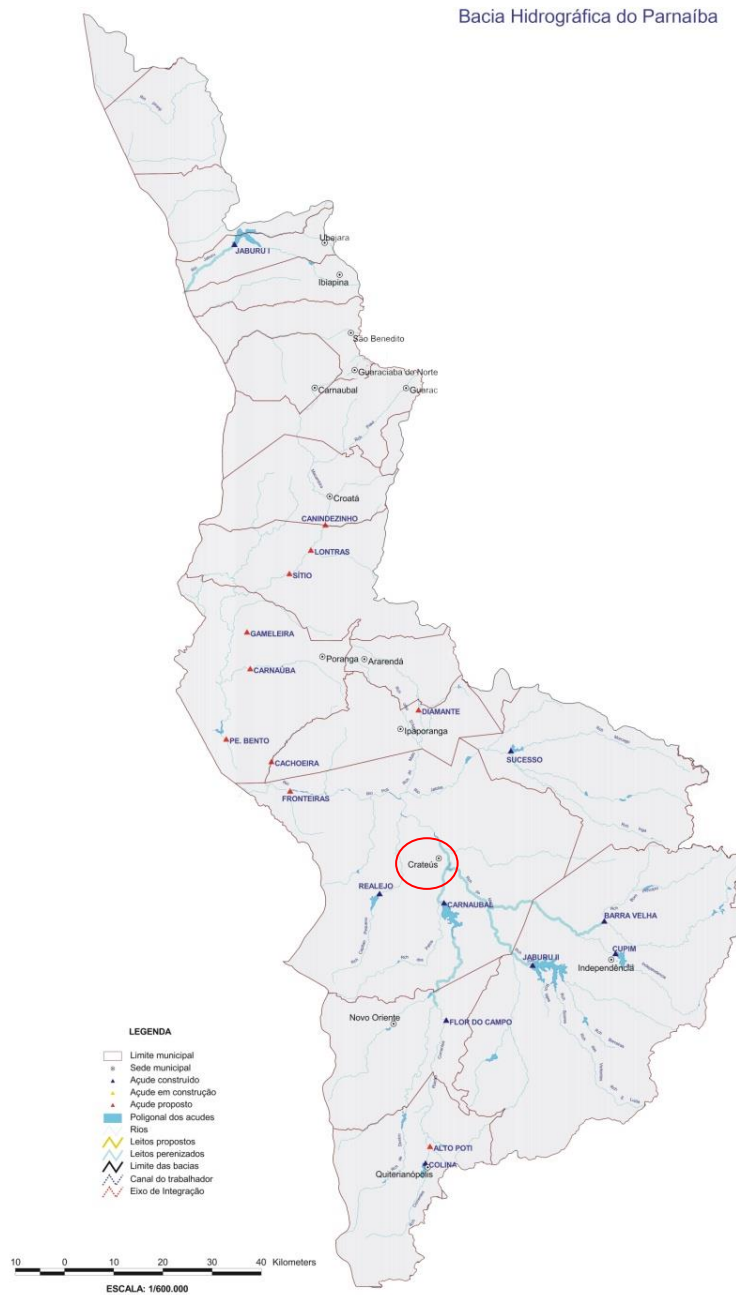 Bacia Hidrográfica do Parnaíba
Ubajara
JABURU I
Ibiapina
São Benedito
Guaraciaba do Norte
Carnaubal
Guarac
Croatá
CANINDEZINHO
LONTRAS
SÍTIO
GAMELEIRA
Poranga
Ararendá
CARNAÚBA
DIAMANTE
Ipaporanga
PE. BENTO
SUCESSO
CACHOEIRA
FRONTEIRAS
Crateús
REALEJO
CARNAUBAL
BARRA VELHA
CUPIM
JABURU II
Independência
Novo Oriente
FLOR DO CAMPO
ALTO POTI
COLINA
Quiterianópolis
LEGENDA
Limite municipal
Sede municipal
Açude construído
Açude em construção
Açude proposto
Poligonal dos acudes
Rios
Leitos propostos
Leitos perenizados
Limite das bacias
Canal do trabalhador
Eixo de Integração
10 0 10 20 30 40 Kilometers
ESCALA: 1/600.000